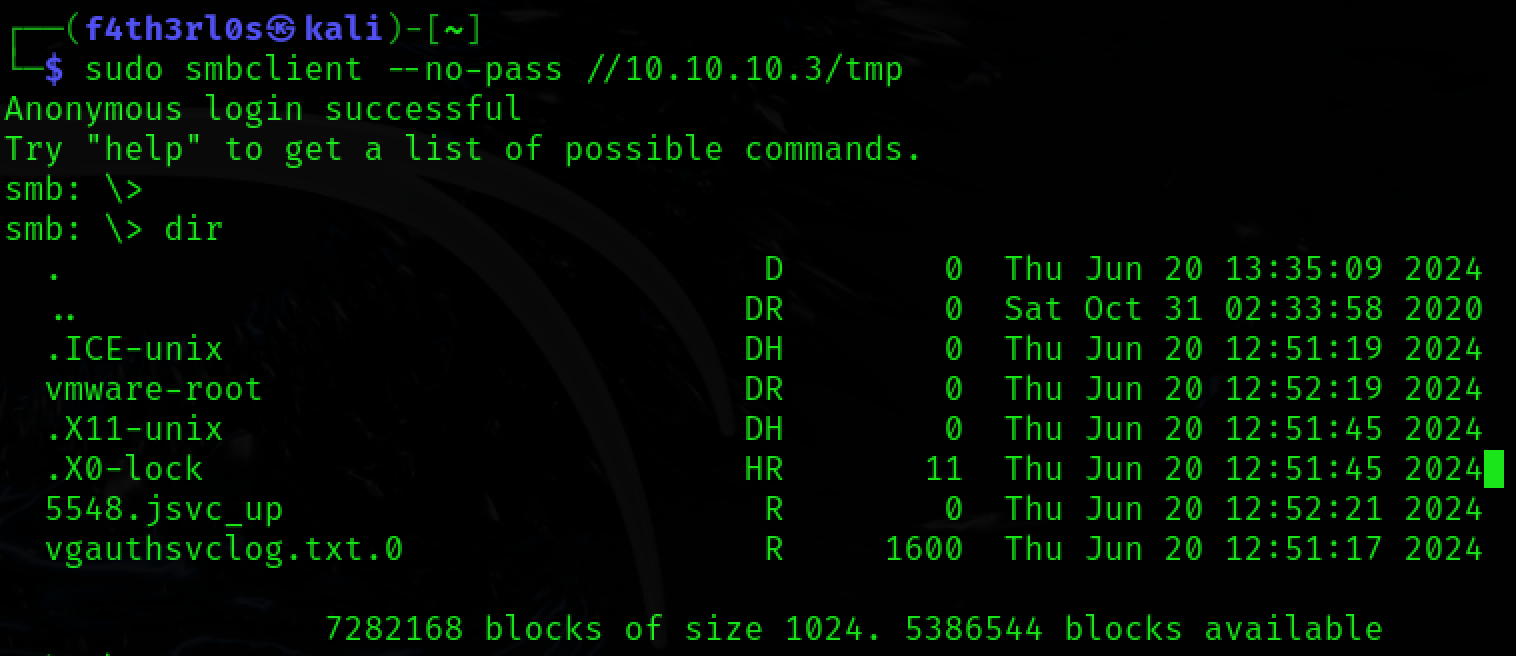 ┌──(f4th3rl0s㉿kali)-[~]
└─$ sudo smbclient --no-pass //10.10.10.3/tmp
Anonymous login successful
Try "help" to get a list of possible commands.
smb: \>
smb: \> dir
  .                                   D        0  Thu Jun 20 13:35:09 2024
  ..                                 DR        0  Sat Oct 31 02:33:58 2020
  .ICE-unix                          DH        0  Thu Jun 20 12:51:19 2024
  vmware-root                        DR        0  Thu Jun 20 12:52:19 2024
  .X11-unix                          DH        0  Thu Jun 20 12:51:45 2024
  .X0-lock                           HR       11  Thu Jun 20 12:51:45 2024
  5548.jsvc_up                        R        0  Thu Jun 20 12:52:21 2024
  vgauthsvclog.txt.0                  R     1600  Thu Jun 20 12:51:17 2024
                7282168 blocks of size 1024. 5386544 blocks available